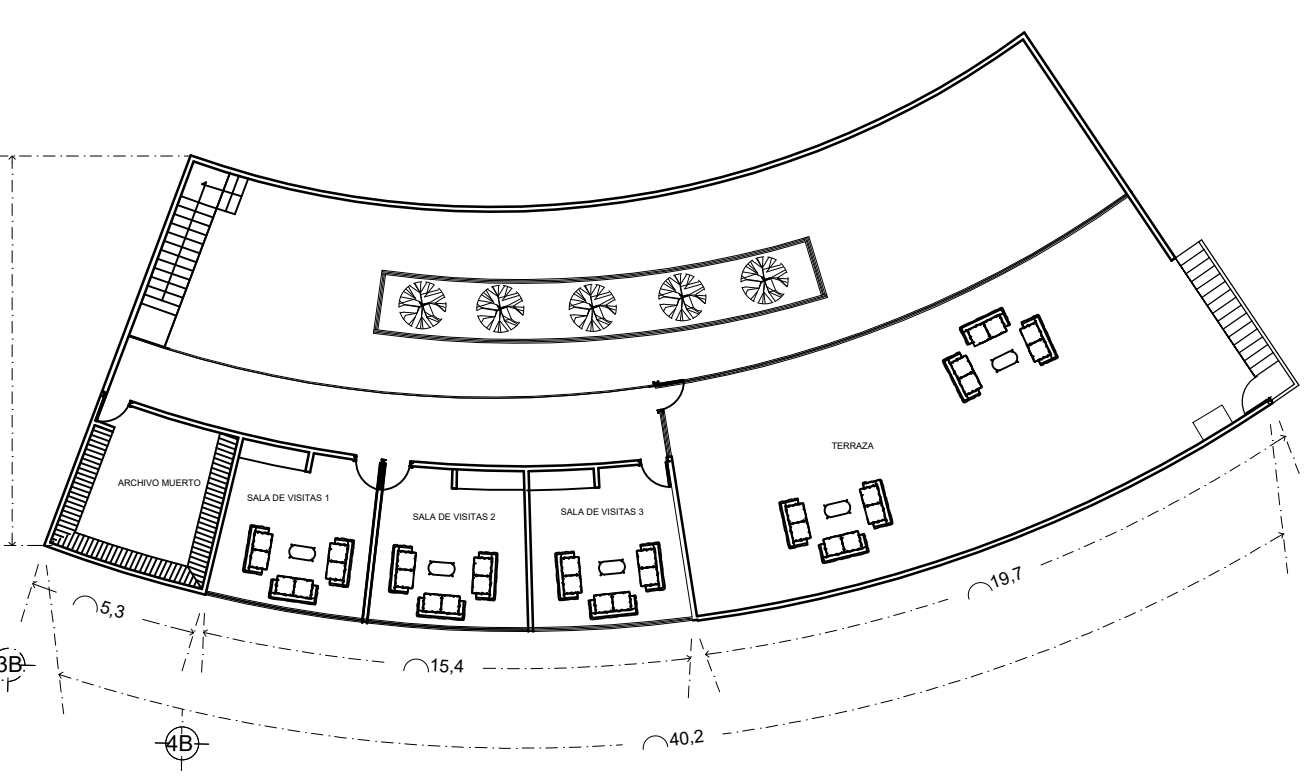 TERRAZA
ARCHIVO MUERTO
SALA DE VISITAS 1
SALA DE VISITAS 2
SALA DE VISITAS 3
5,3
15,4
19,7
40,2
3B
4B